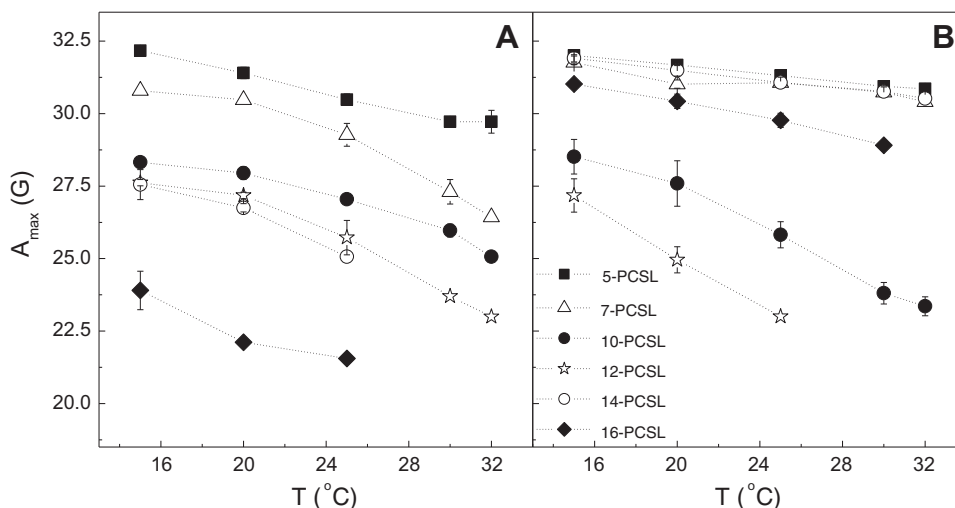 A
B
32.5
30.0
27.5
25.0
22.5
20.0
A_max (G)
5-PCSL
7-PCSL
10-PCSL
12-PCSL
14-PCSL
16-PCSL
16 20 24 28 32
16 20 24 28 32
T (°C)
T (°C)